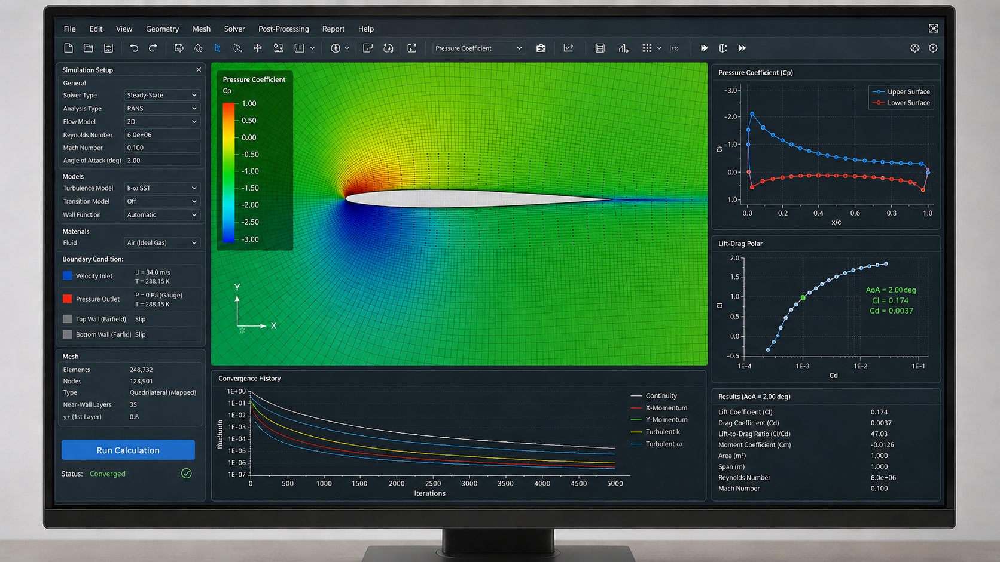 File Edit View Geometry Mesh Solver Post-Processing Report Help
Pressure Coefficient
Simulation Setup
General
Solver Type Steady-State
Analysis Type RANS
Flow Model 2D
Reynolds Number 6.0e+06
Mach Number 0.100
Angle of Attack (deg) 2.00
Models
Turbulence Model k-ω SST
Transition Model Off
Wall Function Automatic
Materials
Fluid Air (Ideal Gas)
Boundary Condition:
Velocity Inlet U = 34.0 m/s
T = 288.15 K
Pressure Outlet P = 0 Pa (Gauge)
T = 288.15 K
Top Wall (Farfield) Slip
Bottom Wall Slip
Mesh
Elements 248,732
Nodes 128,901
Type Quadrilateral (Mapped)
Near-Wall Layers 35
y+ (1st Layer)
Run Calculation
Status: Converged
Pressure Coefficient
Cp
1.00
0.50
0.00
-0.50
-1.00
-1.50
-2.00
-2.50
-3.00
Y
X
Convergence History
1E+00
1E-01
1E-02
1E-03
1E-04
1E-05
1E-06
1E-07
0 500 1000 1500 2000 2500 3000 3500 4000 4500 5000
Iterations
Continuity
X-Momentum
Y-Momentum
Turbulent k
Turbulent ω
Pressure Coefficient (Cp)
-3.0
-2.0
-1.0
0.0
1.0
0.0 0.2 0.4 0.6 0.8 1.0
x/c
Upper Surface
Lower Surface
Lift-Drag Polar
2.0
1.5
1.0
0.5
0.0
-0.5
Cl
1E-4 1E-3 1E-2 1E-1
Cd
AoA = 2.00 deg
Cl = 0.174
Cd = 0.0037
Results (AoA = 2.00 deg)
Lift Coefficient (Cl) 0.174
Drag Coefficient (Cd) 0.0037
Lift-to-Drag Ratio (Cl/Cd) 47.03
Moment Coefficient (Cm) -0.0126
Area (m²) 1.000
Span (m) 1.000
Reynolds Number 6.0e+06
Mach Number 0.100